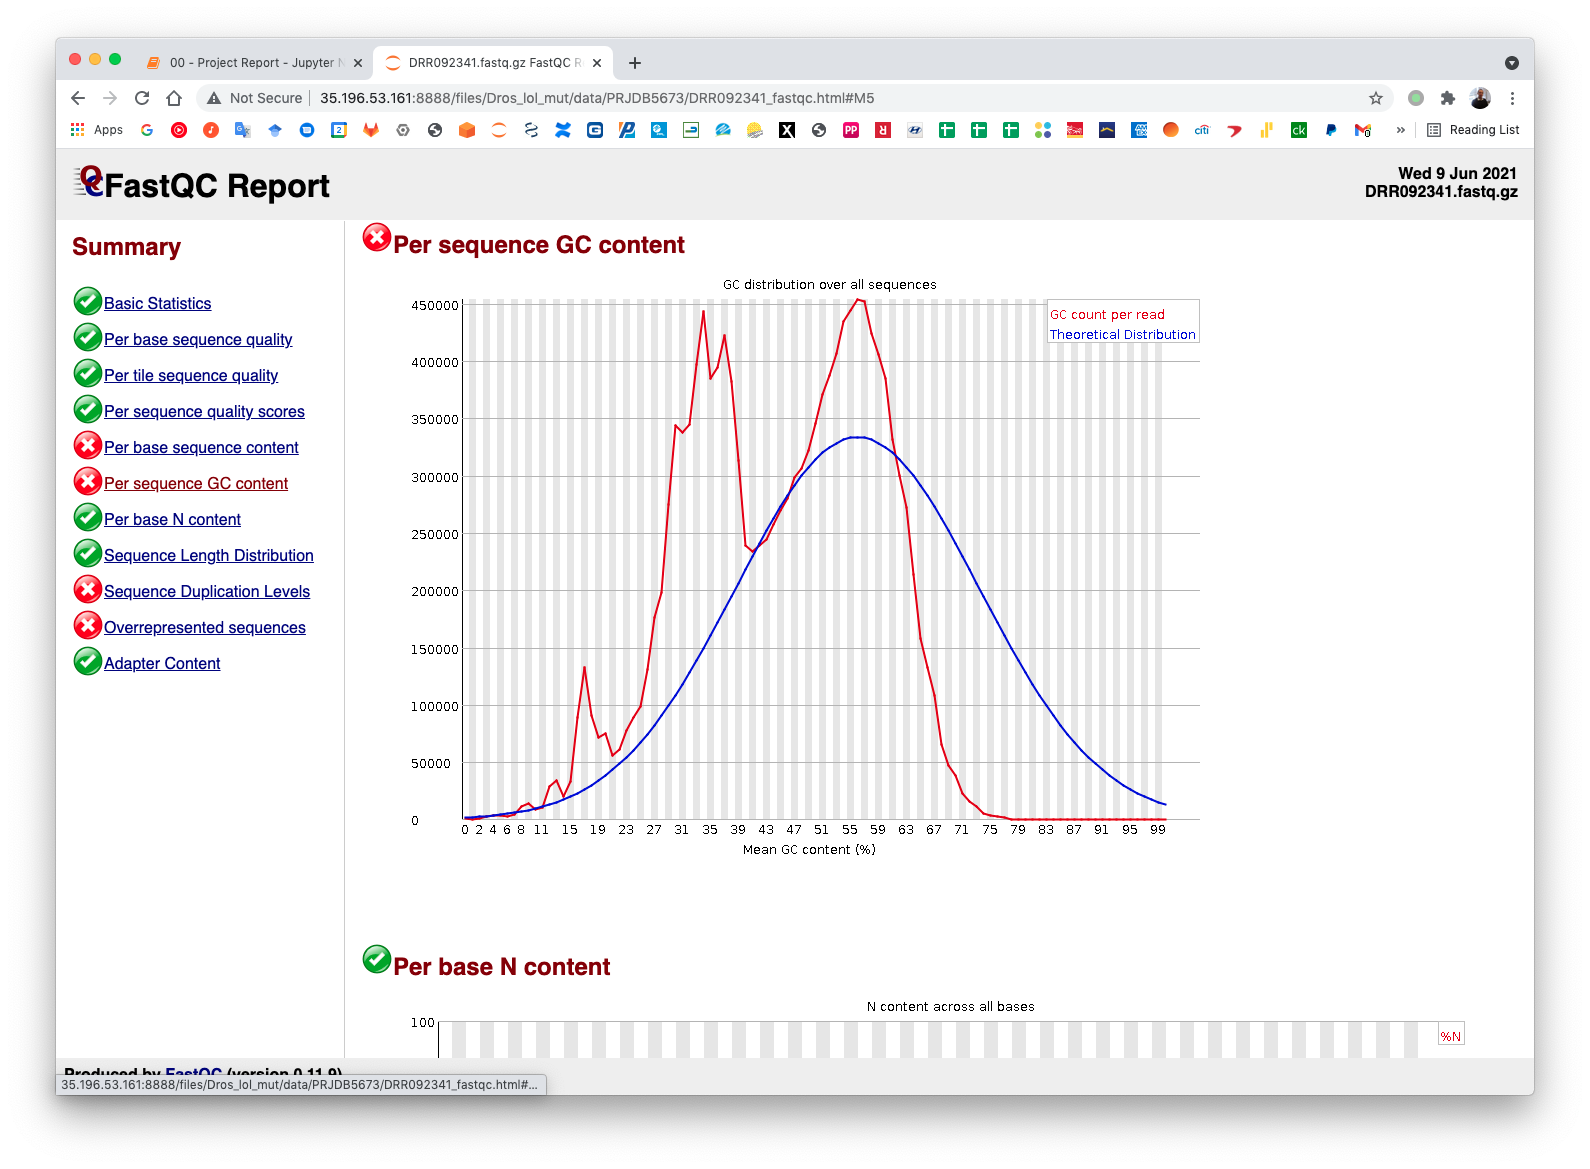 00 - Project Report - Jupyter N
DRR092341.fastq.gz FastQC R
Not Secure
35.196.53.161:8888/files/Dros_lol_mut/data/PRJDB5673/DRR092341_fastqc.html#M5
Apps
Reading List
FastQC Report
Wed 9 Jun 2021
DRR092341.fastq.gz
Summary
Basic Statistics
Per base sequence quality
Per tile sequence quality
Per sequence quality scores
Per base sequence content
Per sequence GC content
Per base N content
Sequence Length Distribution
Sequence Duplication Levels
Overrepresented sequences
Adapter Content
Per sequence GC content
GC distribution over all sequences
GC count per read
Theoretical Distribution
450000
400000
350000
300000
250000
200000
150000
100000
50000
0
0 2 4 6 8 11 15 19 23 27 31 35 39 43 47 51 55 59 63 67 71 75 79 83 87 91 95 99
Mean GC content (%)
Per base N content
N content across all bases
100
%N
Produced by FastQC (version 0.11.9)
35.196.53.161:8888/files/Dros_lol_mut/data/PRJDB5673/DRR092341_fastqc.html#...